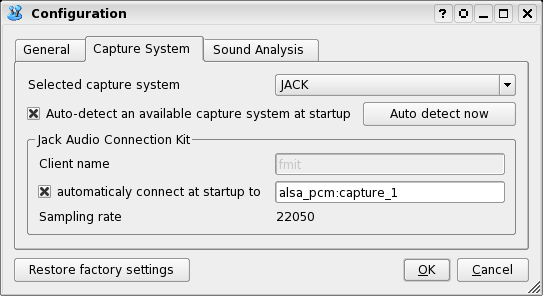 Configuration
General
Capture System
Sound Analysis
Selected capture system
JACK
Auto-detect an available capture system at startup
Auto detect now
Jack Audio Connection Kit
Client name
fmit
automaticaly connect at startup to
alsa_pcm:capture_1
Sampling rate
22050
Restore factory settings
OK
Cancel